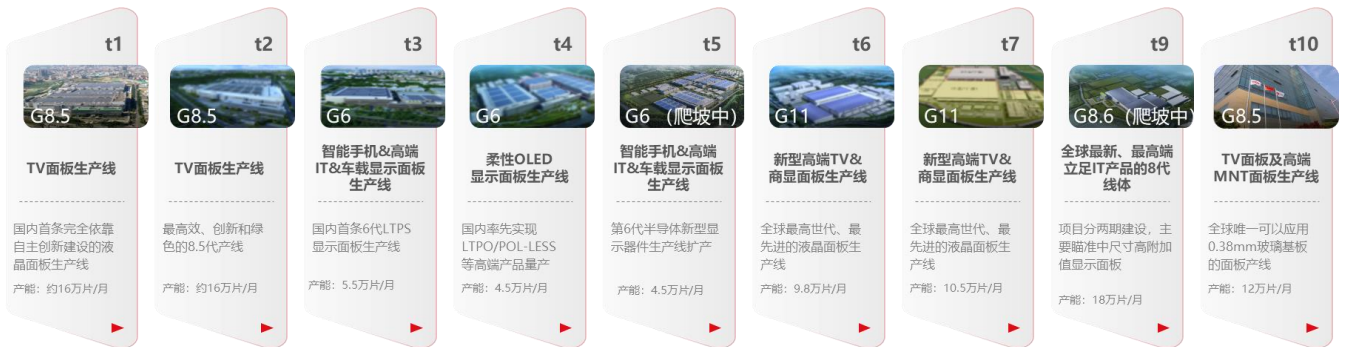 t1
G8.5
TV面板生产线
国内首条完全依靠
自主创新建设的液
晶面板生产线
产能：约16万片/月
t2
G8.5
TV面板生产线
最高效、创新和绿
色的8.5代产线
产能：约16万片/月
t3
G6
智能手机&高端
IT&车载显示面板
生产线
国内首条6代LTPS
显示面板生产线
产能：5.5万片/月
t4
G6
柔性OLED
显示面板生产线
国内率先实现
LTPO/POL-LESS
等高端产品量产
产能：4.5万片/月
t5
G6 （爬坡中）
智能手机&高端
IT&车载显示面板
生产线
第6代半导体新型显
示器件生产线扩产
产能：4.5万片/月
t6
G11
新型高端TV&
商显面板生产线
全球最高世代、最
先进的液晶面板生
产线
产能：9.8万片/月
t7
G11
新型高端TV&
商显面板生产线
全球最高世代、最
先进的液晶面板生
产线
产能：10.5万片/月
t9
G8.6（爬坡中）
全球最新、最高端
立足IT产品的8代
线体
项目分两期建设，主
要瞄准中尺寸高附加
值显示面板
产能：18万片/月
t10
G8.5
TV面板及高端
MNT面板生产线
全球唯一可以应用
0.38mm玻璃基板
的面板产线
产能：12万片/月